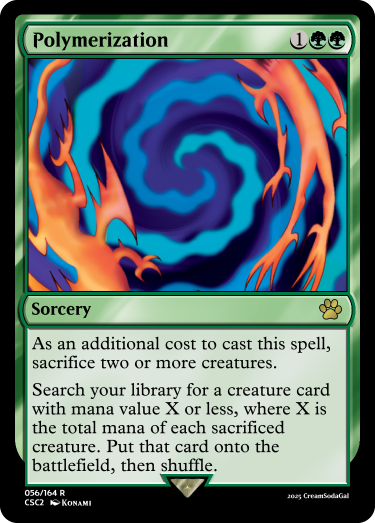 Polymerization 1
Sorcery
As an additional cost to cast this spell,
sacrifice two or more creatures.
Search your library for a creature card
with mana value X or less, where X is
the total mana of each sacrificed
creature. Put that card onto the
battlefield, then shuffle.
056/164 R
CSC2 KONAMI
2025 CreamSodaGal